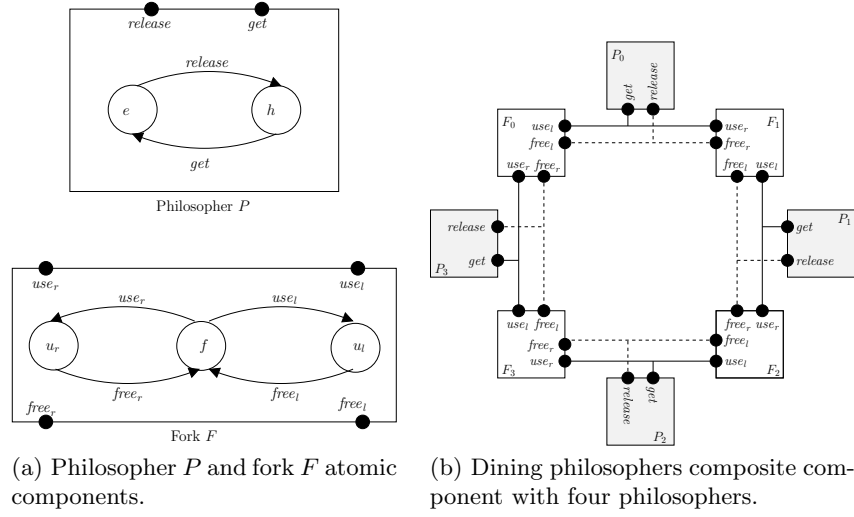 release get
release
e h
get
Philosopher P
use_r use_l
use_r use_l
u_r f u_l
free_r free_l
free_r free_l
Fork F
(a) Philosopher P and fork F atomic
components.
P_0
get release
F_0 use_l use_r F_1
free_l free_r
use_r free_r free_l use_l
P_1
release get
get release
P_3
use_l free_l free_r use_r
free_r free_l
use_r use_l
F_3 F_2
release get
P_2
(b) Dining philosophers composite com-
ponent with four philosophers.